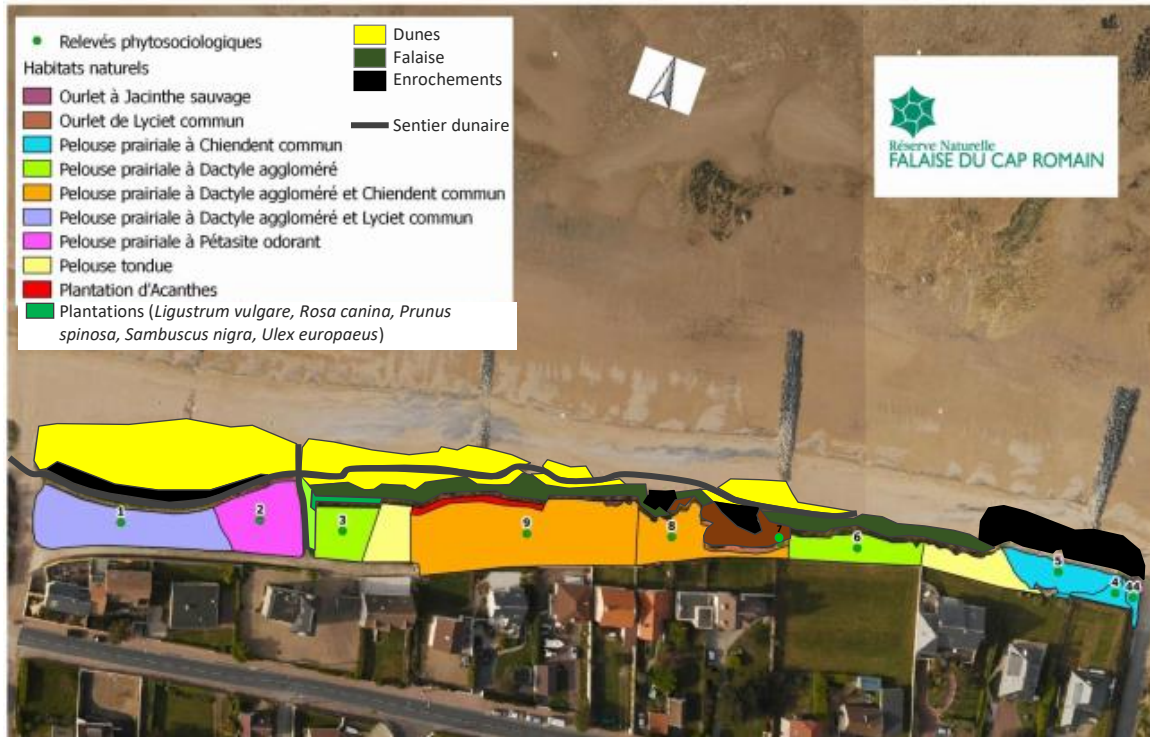 Relevés phytosociologiques
Habitats naturels
Ourlet à Jacinthe sauvage
Ourlet de Lyciet commun
Pelouse prairiale à Chiendent commun
Pelouse prairiale à Dactyle aggloméré
Pelouse prairiale à Dactyle aggloméré et Chiendent commun
Pelouse prairiale à Dactyle aggloméré et Lyciet commun
Pelouse prairiale à Pétasite odorant
Pelouse tondue
Plantation d'Acanthes
Plantations (Ligustrum vulgare, Rosa canina, Prunus
spinosa, Sambuscus nigra, Ulex europaeus)
Dunes
Falaise
Enrochements
Sentier dunaire
Réserve Naturelle
FALAISE DU CAP ROMAIN
1
2
3
9
8
7
6
5
4
44